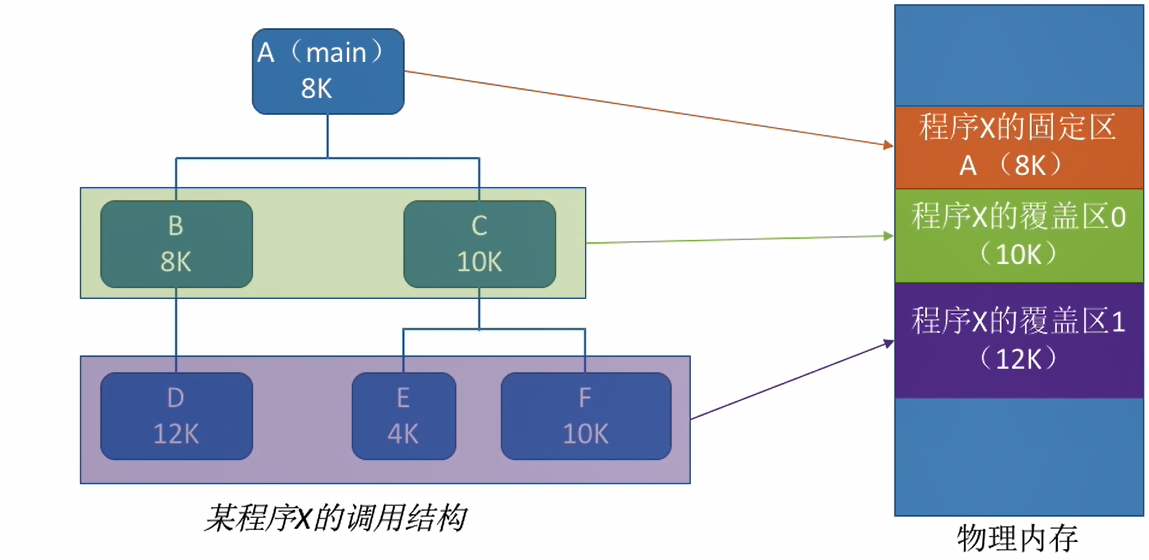 A（main）
8K
B
8K
C
10K
D
12K
E
4K
F
10K
某程序X的调用结构
程序X的固定区
A （8K）
程序X的覆盖区0
（10K）
程序X的覆盖区1
（12K）
物理内存